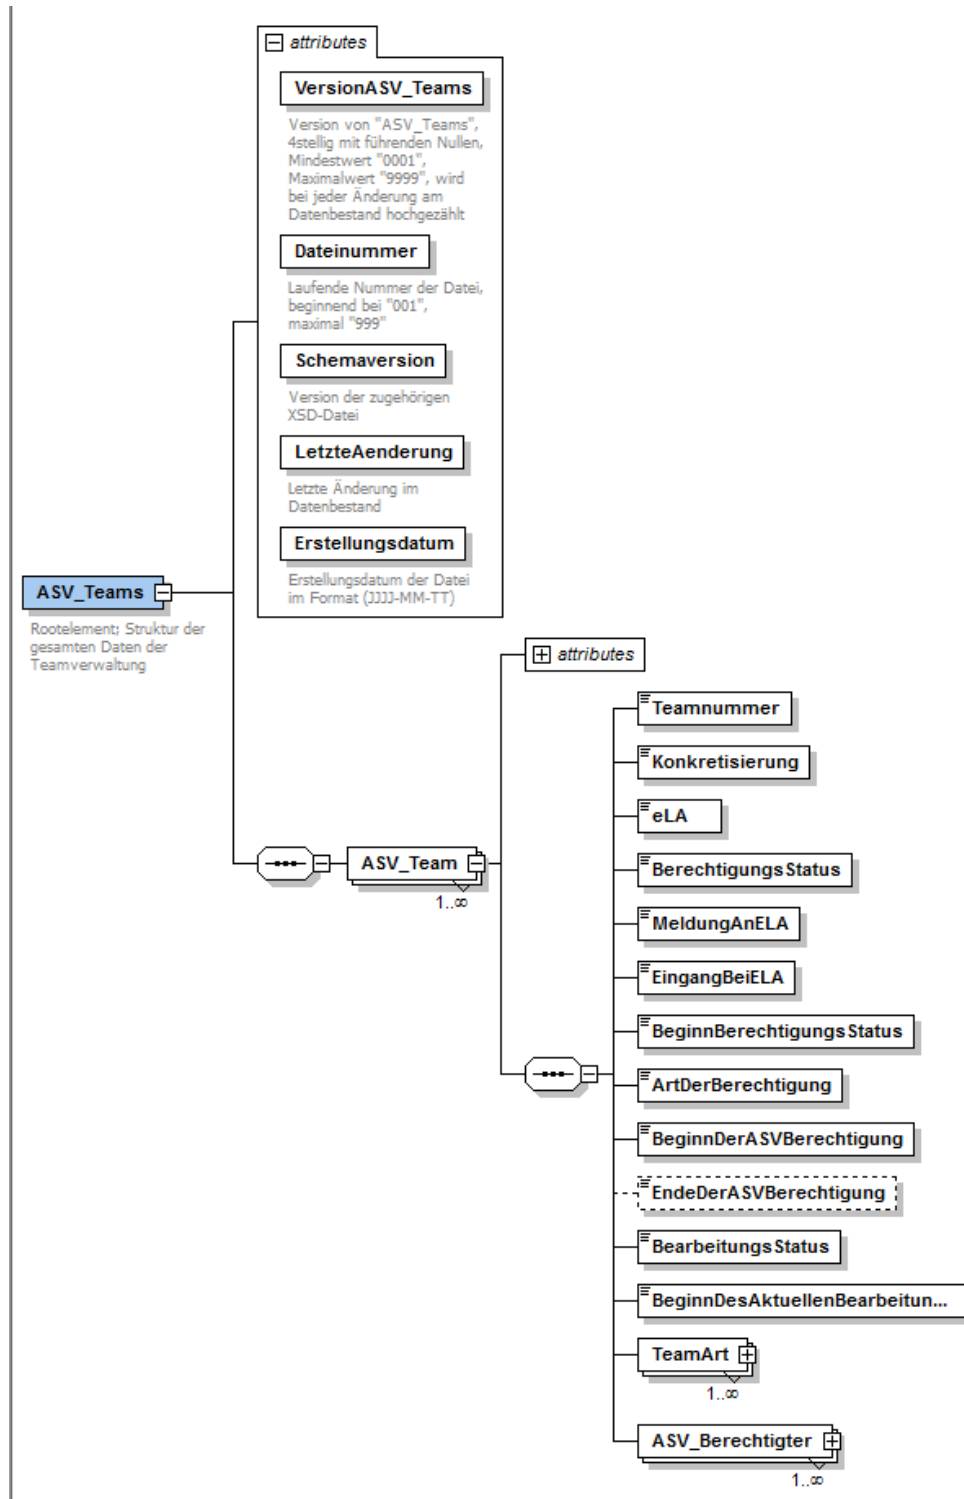 attributes
VersionASV_Teams
Version von "ASV_Teams",
4stellig mit führenden Nullen,
Mindestwert "0001",
Maximalwert "9999", wird
bei jeder Änderung am
Datenbestand hochgezählt
Dateinummer
Laufende Nummer der Datei,
beginnend bei "001",
maximal "999"
Schemaversion
Version der zugehörigen
XSD-Datei
LetzteAenderung
Letzte Änderung im
Datenbestand
Erstellungsdatum
Erstellungsdatum der Datei
im Format (JJJJ-MM-TT)
ASV_Teams
Rootelement; Struktur der
gesamten Daten der
Teamverwaltung
attributes
ASV_Team
1..∞
Teamnummer
Konkretisierung
eLA
BerechtigungsStatus
MeldungAnELA
EingangBeiELA
BeginnBerechtigungsStatus
ArtDerBerechtigung
BeginnDerASVBerechtigung
EndeDerASVBerechtigung
BearbeitungsStatus
BeginnDesAktuellenBearbeitun...
TeamArt
1..∞
ASV_Berechtigter
1..∞